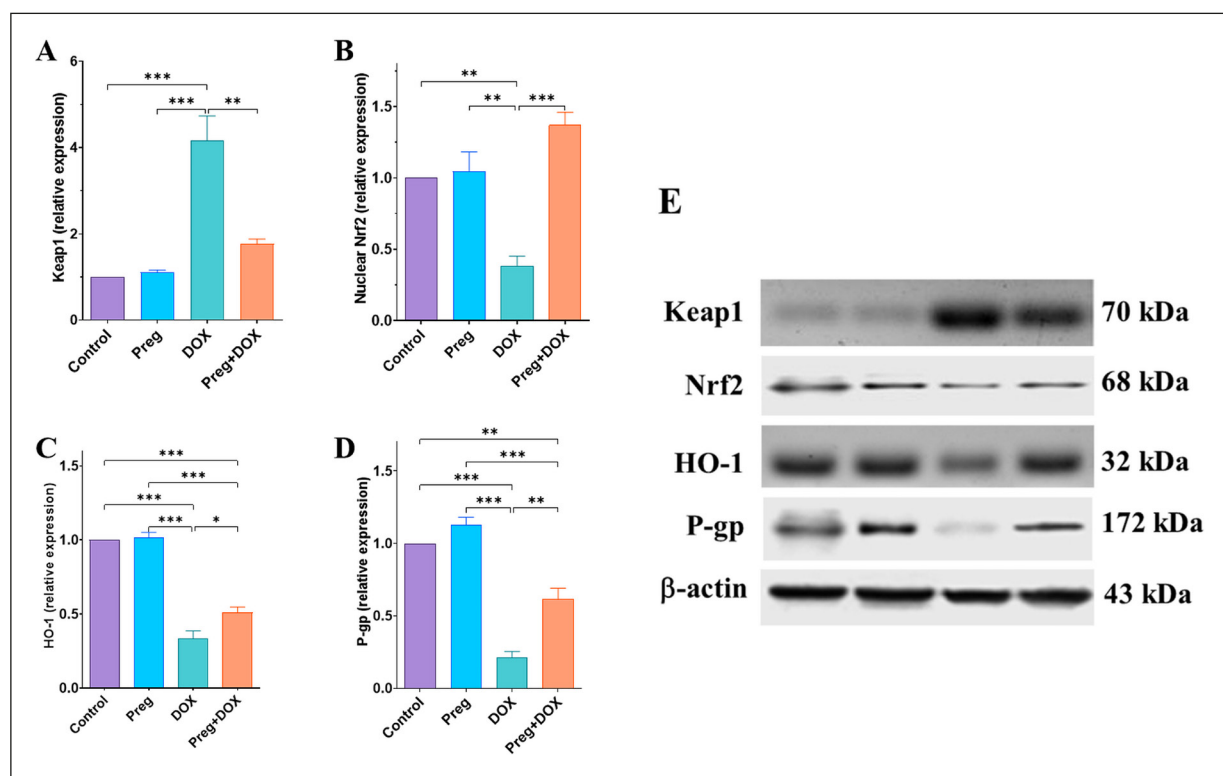 A
Keap1 (relative expression)
6
4
2
0
***
*** **
Control Preg DOX Preg+DOX
B
Nuclear Nrf2 (relative expression)
1.5
1.0
0.5
0.0
**
** ***
Control Preg DOX Preg+DOX
C
HO-1 (relative expression)
1.5
1.0
0.5
0.0
***
***
***
*** *
Control Preg DOX Preg+DOX
D
P-gp (relative expression)
1.5
1.0
0.5
0.0
**
***
***
*** **
Control Preg DOX Preg+DOX
E
Keap1 70 kDa
Nrf2 68 kDa
HO-1 32 kDa
P-gp 172 kDa
β-actin 43 kDa